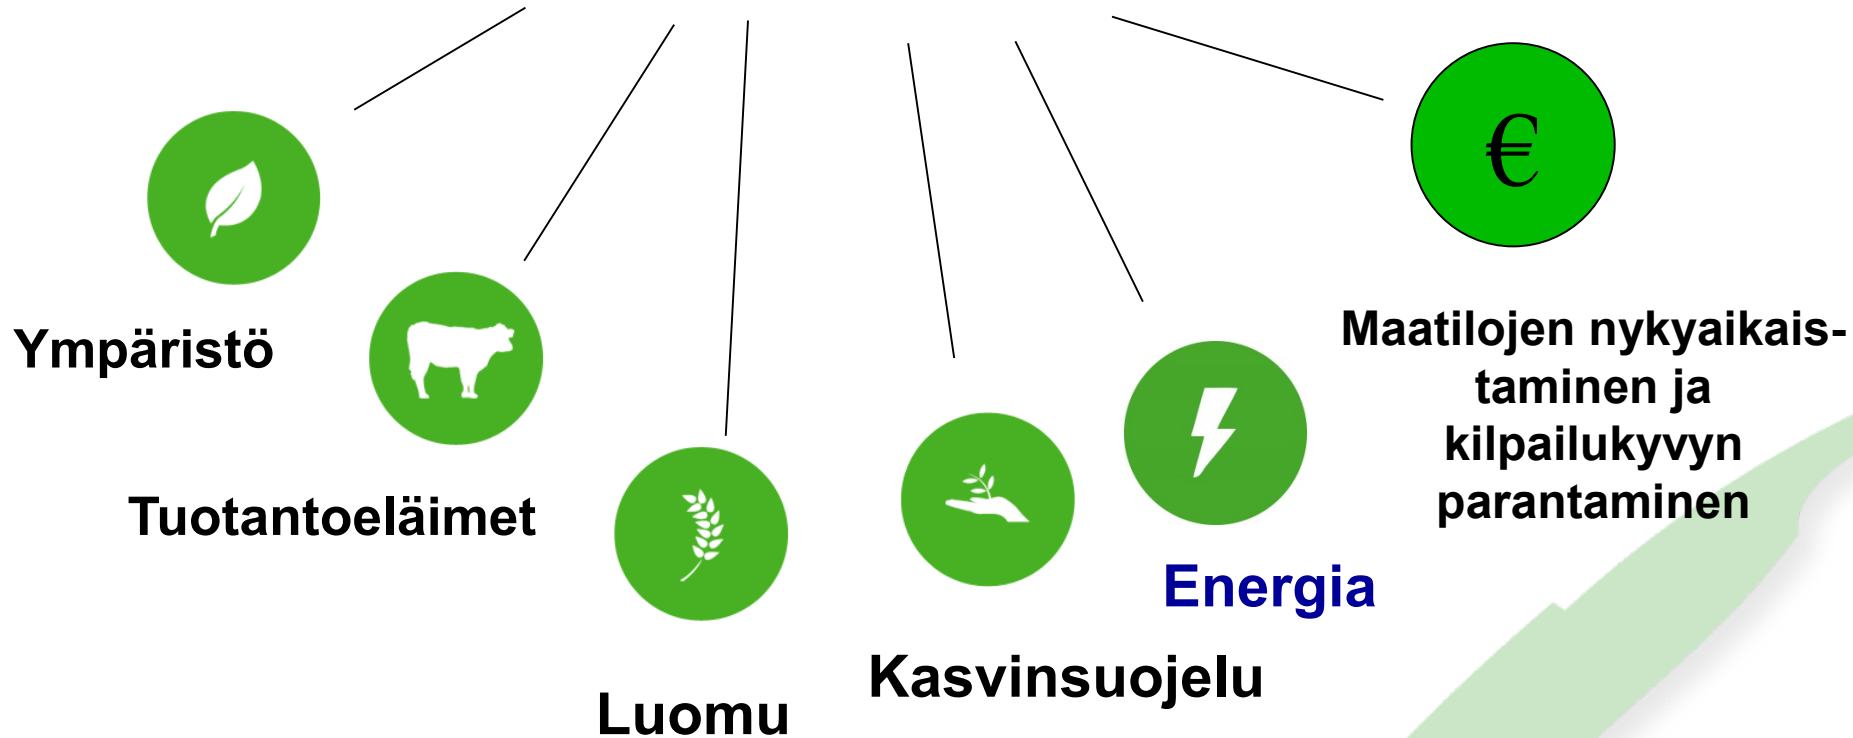 €
Ympäristö
Tuotantoeläimet
Luomu
Kasvinsuojelu
Energia
Maatilojen nykyaikais-
taminen ja
kilpailukyvyn
parantaminen